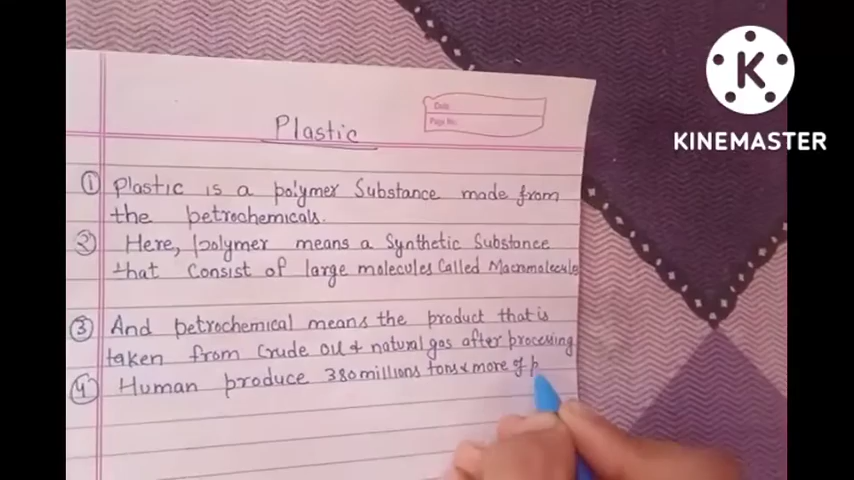 KINEMASTER
Date
Page No.
Plastic
① Plastic is a polymer Substance made from
the petrochemicals.
② Here, polymer means a Synthetic Substance
that Consist of large molecules Called Macromolecule
③ And petrochemical means the product that is
taken from Crude Oil & natural gas after processing
④ Human produce 380 millions tons & more of p